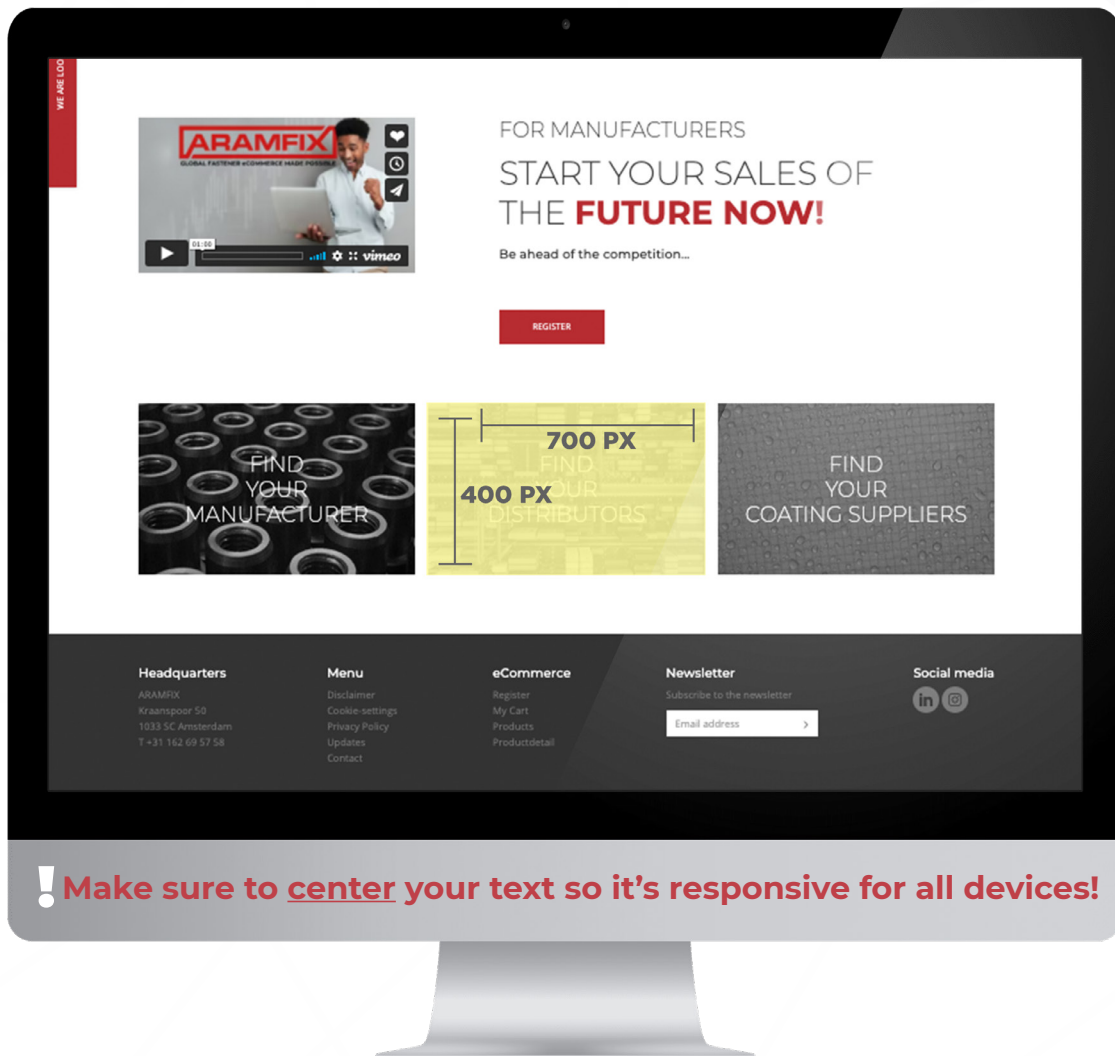 WE ARE LOO
ARAMFIX
GLOBAL FASTENER eCOMMERCE MADE POSSIBLE
01:00
vimeo
FOR MANUFACTURERS
START YOUR SALES OF
THE FUTURE NOW!
Be ahead of the competition...
REGISTER
FIND
YOUR
MANUFACTURER
700 PX
400 PX
FIND
YOUR
DISTRIBUTORS
FIND
YOUR
COATING SUPPLIERS
Headquarters
ARAMFIX
Kraanspoor 50
1033 SC Amsterdam
T +31 162 69 57 58
Menu
Disclaimer
Cookie-settings
Privacy Policy
Updates
Contact
eCommerce
Register
My Cart
Products
Productdetail
Newsletter
Subscribe to the newsletter
Email address
Social media
in
! Make sure to center your text so it's responsive for all devices!